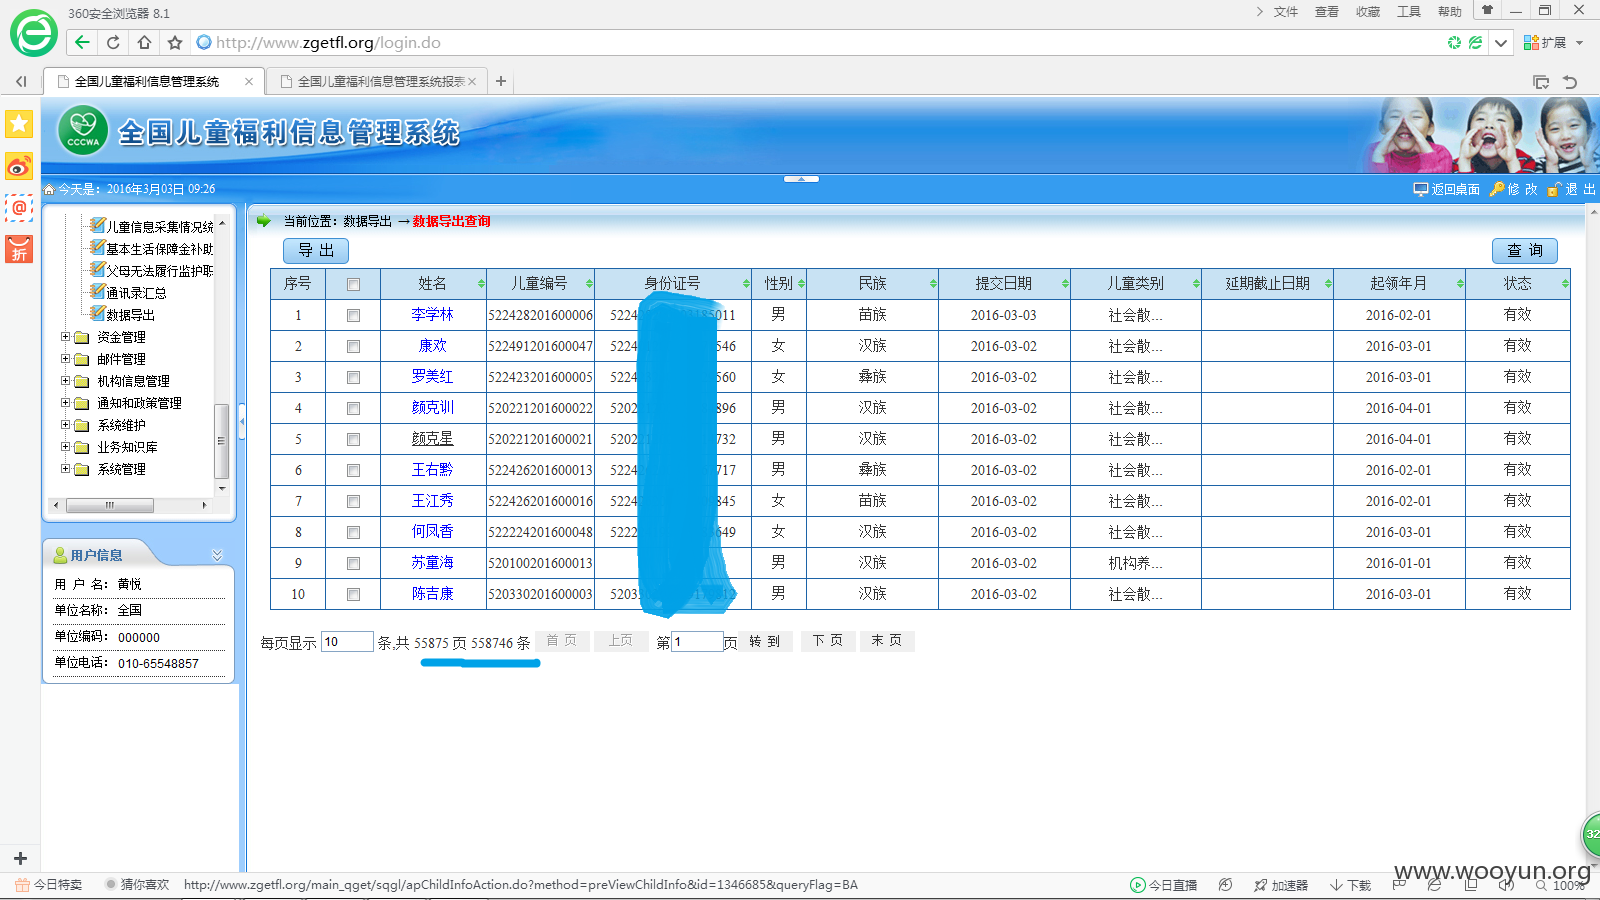 360安全浏览器 8.1
文件 查看 收藏 工具 帮助
http://www.zgetfl.org/login.do
扩展
全国儿童福利信息管理系统
全国儿童福利信息管理系统报表
CCCWA
全国儿童福利信息管理系统
今天是：2016年3月03日 09:26
返回桌面 修 改 退 出
儿童信息采集情况统
基本生活保障金补助
父母无法履行监护职
通讯录汇总
数据导出
资金管理
邮件管理
机构信息管理
通知和政策管理
系统维护
业务知识库
系统管理
用户信息
用 户 名：黄悦
单位名称：全国
单位编码：000000
单位电话：010-65548857
当前位置：数据导出 →数据导出查询
导 出
查 询
序号 姓名 儿童编号 身份证号 性别 民族 提交日期 儿童类别 延期截止日期 起领年月 状态
1 李学林 522428201600006 5224 5011 男 苗族 2016-03-03 社会散... 2016-02-01 有效
2 康欢 522491201600047 5224 546 女 汉族 2016-03-02 社会散... 2016-03-01 有效
3 罗美红 522423201600005 5224 560 女 彝族 2016-03-02 社会散... 2016-03-01 有效
4 颜克训 520221201600022 5202 896 男 汉族 2016-03-02 社会散... 2016-04-01 有效
5 颜克星 520221201600021 5202 732 男 汉族 2016-03-02 社会散... 2016-04-01 有效
6 王右黔 522426201600013 5224 717 男 彝族 2016-03-02 社会散... 2016-02-01 有效
7 王江秀 522426201600016 5224 845 女 苗族 2016-03-02 社会散... 2016-02-01 有效
8 何凤香 522224201600048 5222 649 女 汉族 2016-03-02 社会散... 2016-03-01 有效
9 苏童海 520100201600013 男 汉族 2016-03-02 机构养... 2016-01-01 有效
10 陈吉康 520330201600003 5203 12 男 汉族 2016-03-02 社会散... 2016-03-01 有效
每页显示 10 条,共 55875 页 558746 条 首 页 上页 第 1 页 转 到 下 页 末 页
32
www.wooyun.org
今日特卖 猜你喜欢 http://www.zgetfl.org/main_qget/sqgl/apChildInfoAction.do?method=preViewChildInfo&id=1346685&queryFlag=BA 今日直播 加速器 下载 100%
折